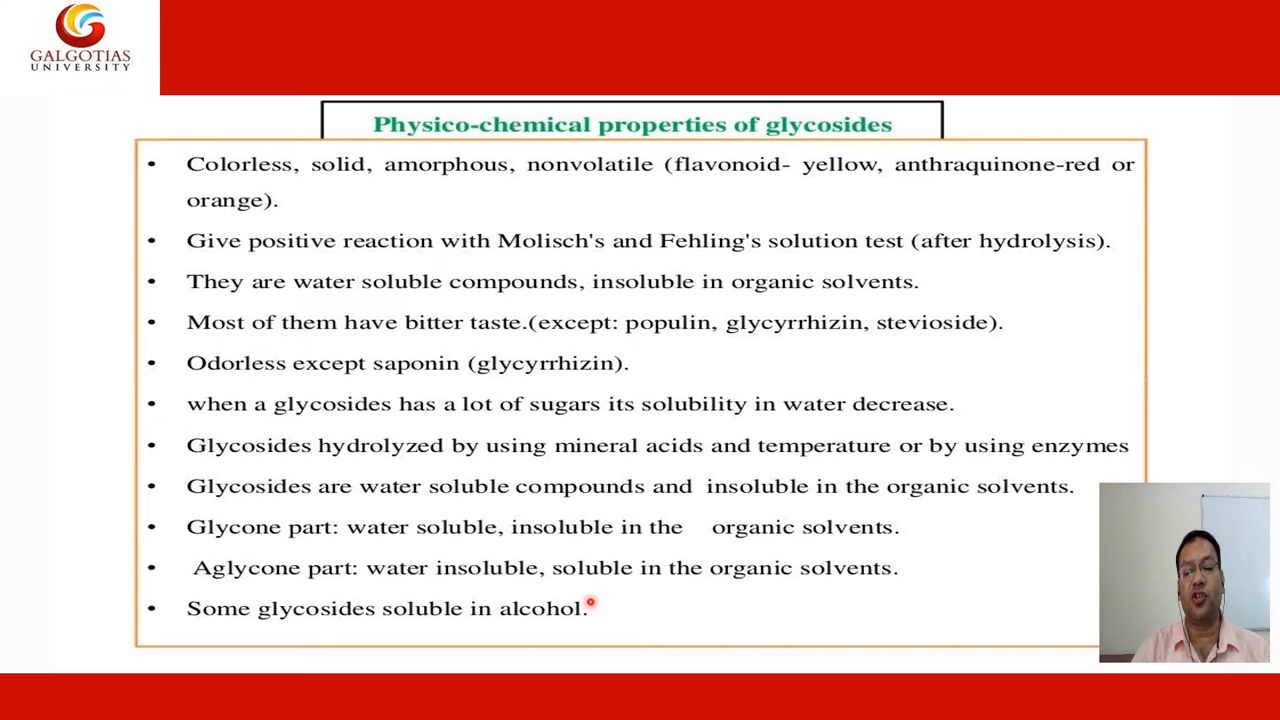 GALGOTIAS
UNIVERSITY
Physico-chemical properties of glycosides
• Colorless, solid, amorphous, nonvolatile (flavonoid- yellow, anthraquinone-red or
orange).
• Give positive reaction with Molisch's and Fehling's solution test (after hydrolysis).
• They are water soluble compounds, insoluble in organic solvents.
• Most of them have bitter taste.(except: populin, glycyrrhizin, stevioside).
• Odorless except saponin (glycyrrhizin).
• when a glycosides has a lot of sugars its solubility in water decrease.
• Glycosides hydrolyzed by using mineral acids and temperature or by using enzymes
• Glycosides are water soluble compounds and insoluble in the organic solvents.
• Glycone part: water soluble, insoluble in the organic solvents.
• Aglycone part: water insoluble, soluble in the organic solvents.
• Some glycosides soluble in alcohol.